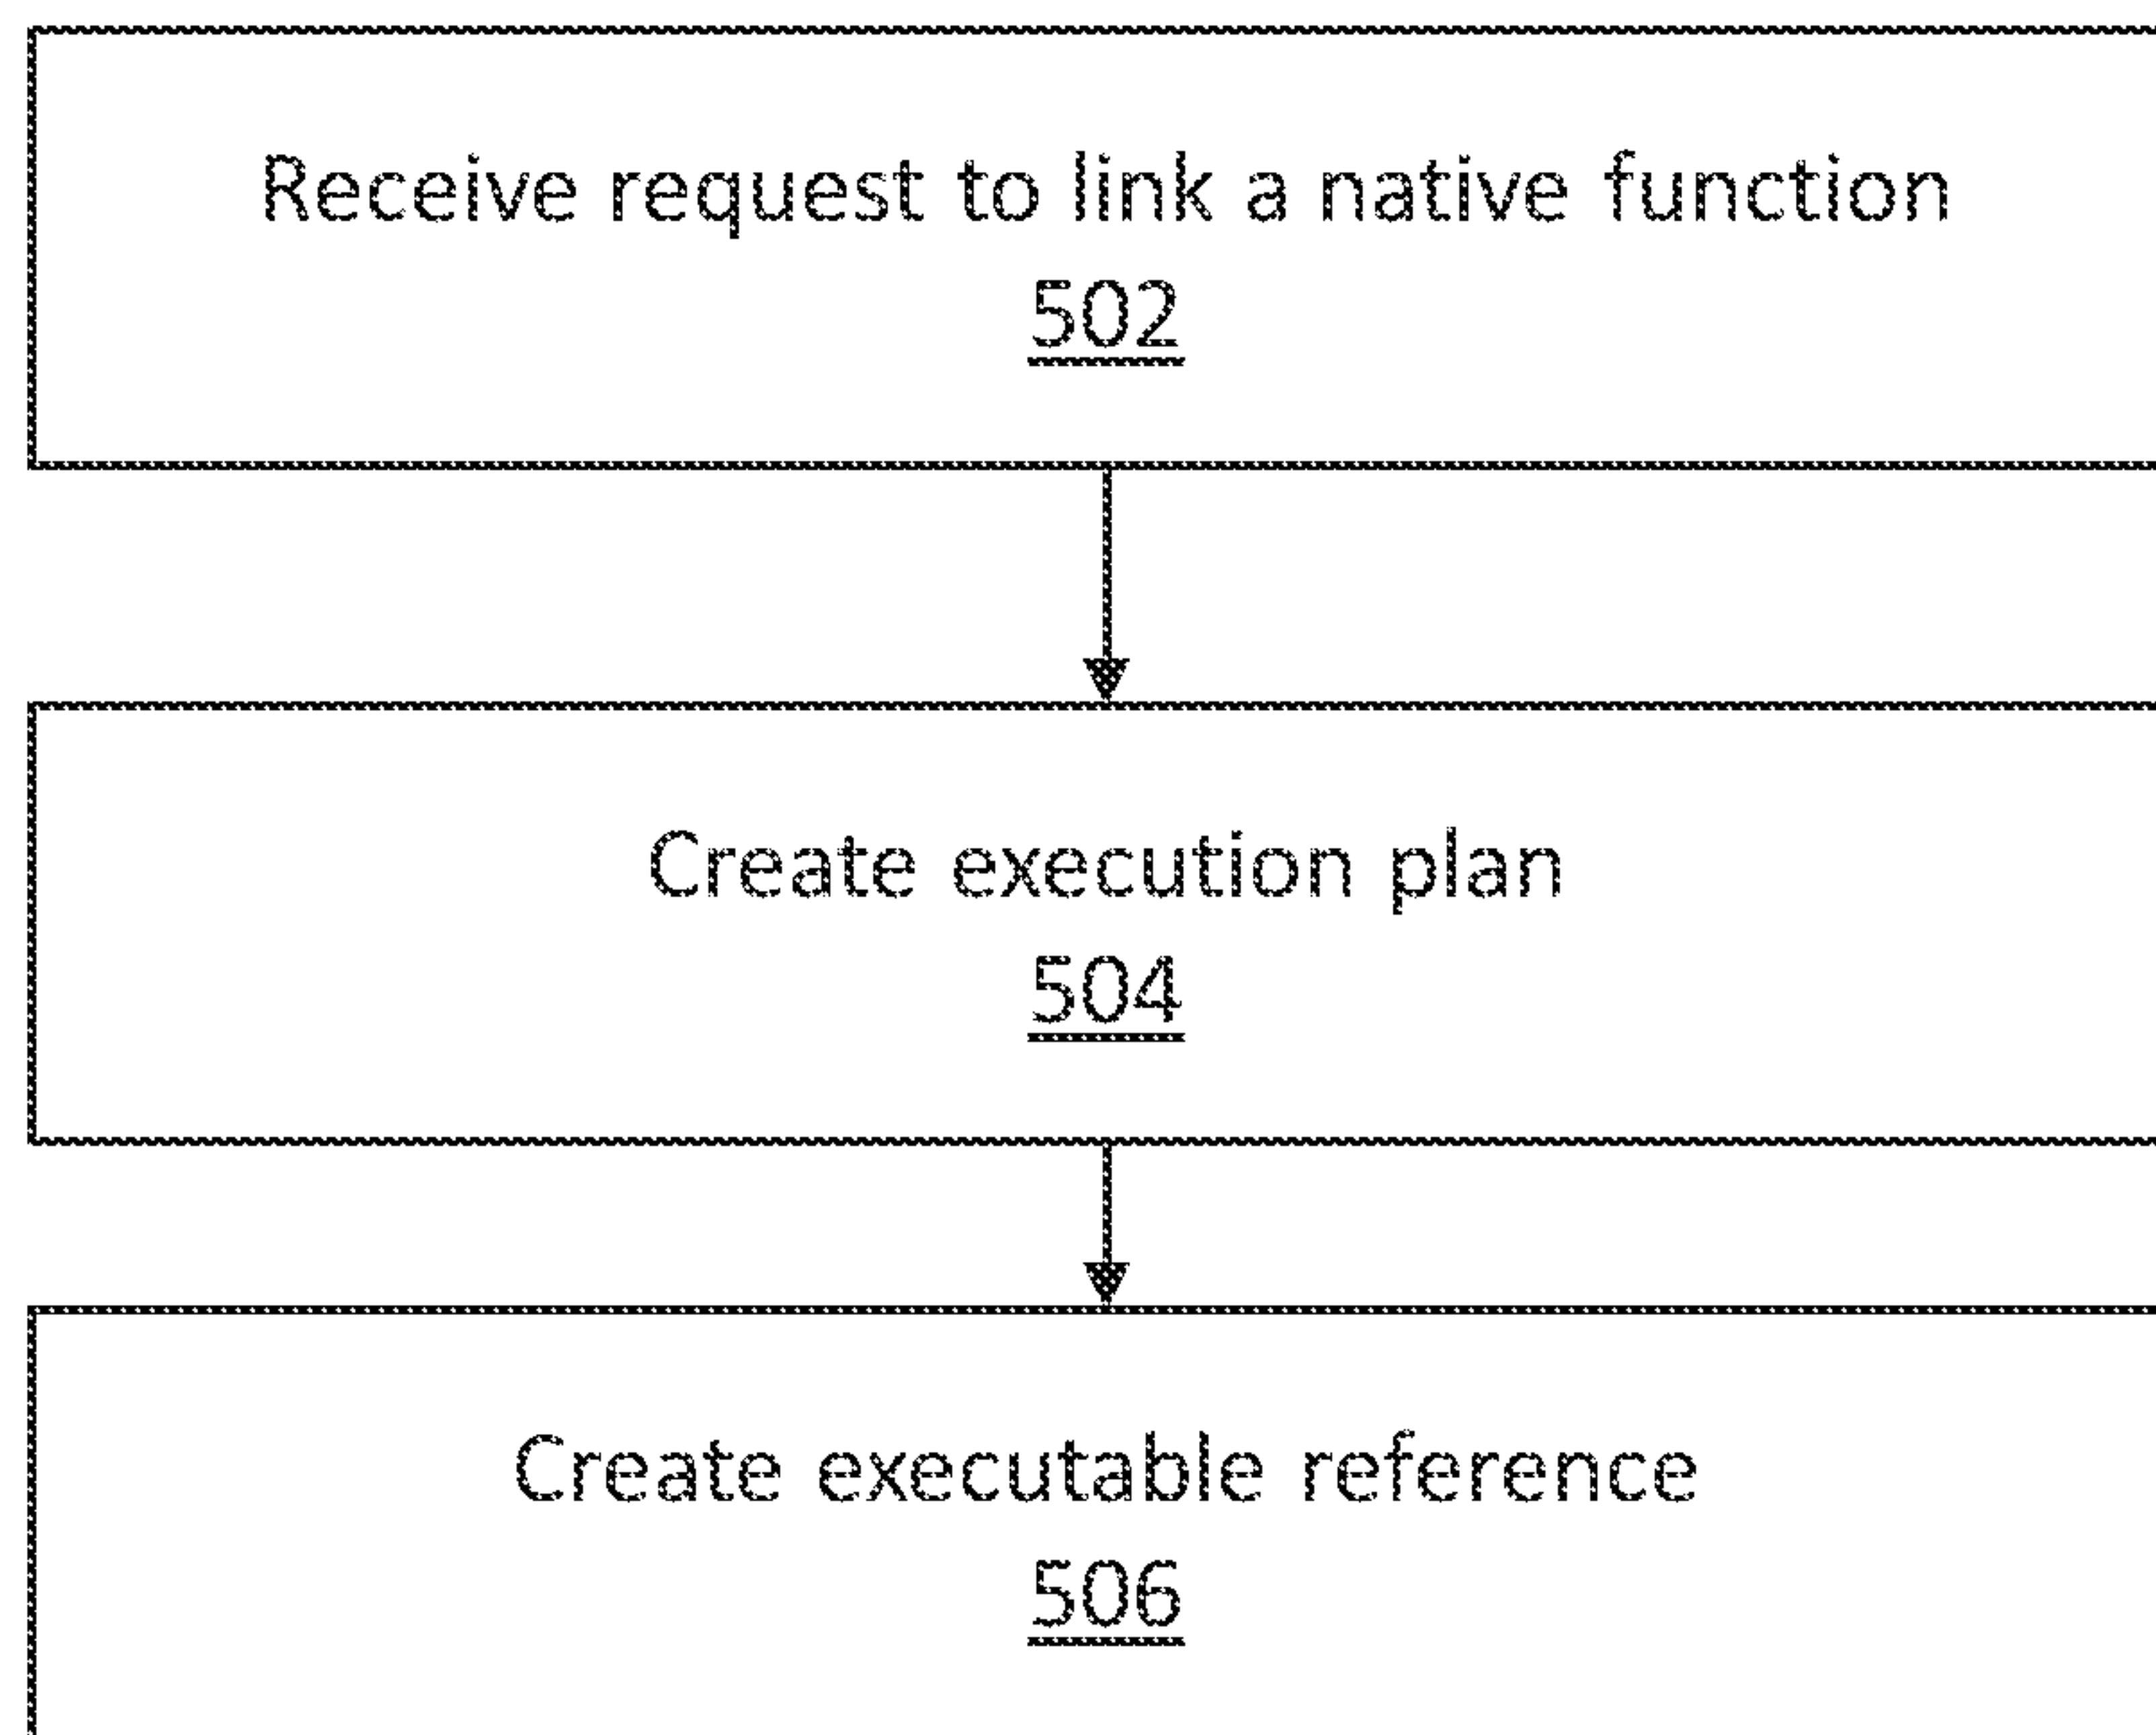 Receive request to link a native function
502
Create execution plan
504
Create executable reference
506